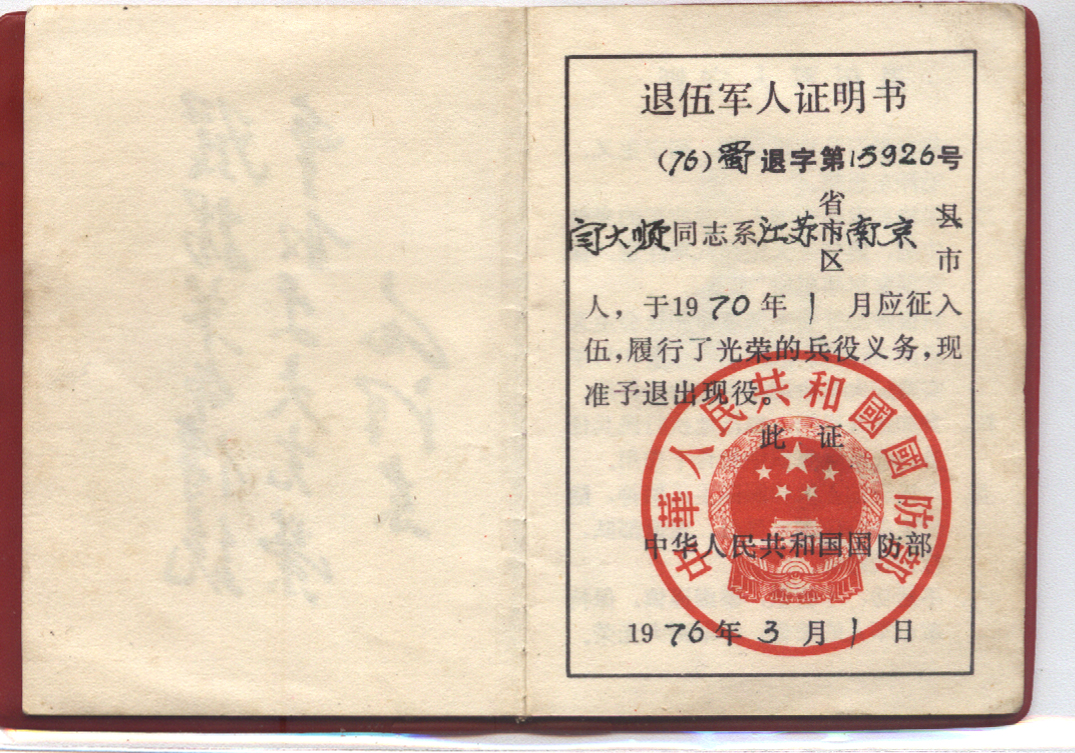 退伍军人证明书
(76)蜀退字第15926号
闫大顺同志系江苏省市区南京县市
人，于1970年1月应征入
伍，履行了光荣的兵役义务，现
准予退出现役。
此证
中华人民共和国国防部
1976年3月1日
中華人民共和國國防部